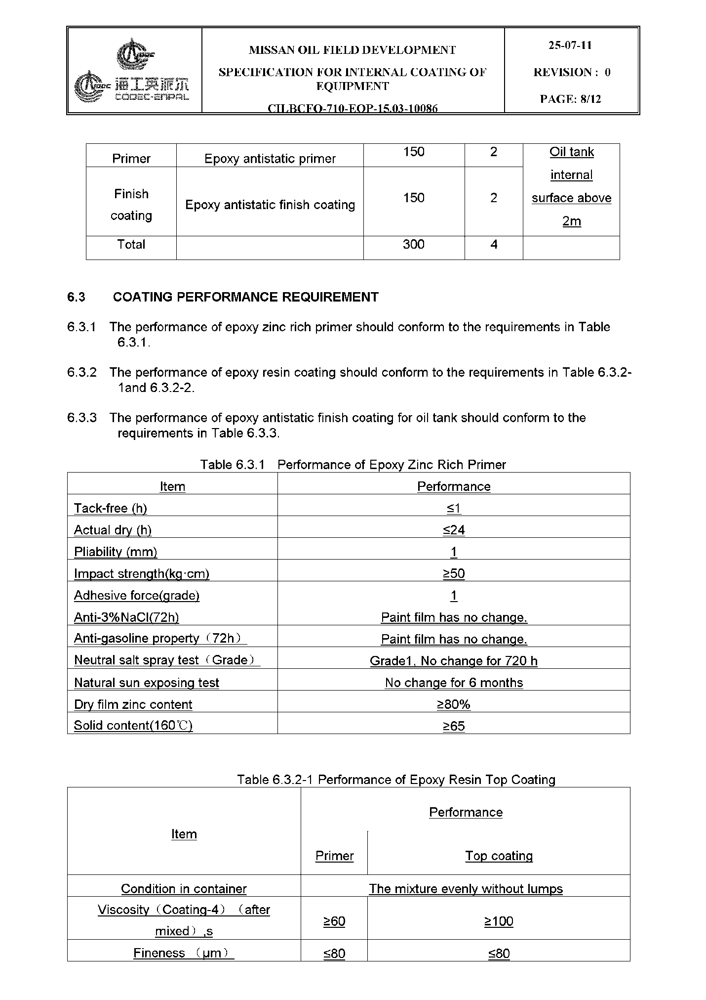 海工英派尔
COOEC-ENPAL
MISSAN OIL FIELD DEVELOPMENT
SPECIFICATION FOR INTERNAL COATING OF
EQUIPMENT
CILBCFO-710-EOP-15.03-10086
25-07-11
REVISION : 0
PAGE: 8/12
Primer Epoxy antistatic primer 150 2 Oil tank internal surface above 2m
Finish coating Epoxy antistatic finish coating 150 2
Total 300 4
6.3 COATING PERFORMANCE REQUIREMENT
6.3.1 The performance of epoxy zinc rich primer should conform to the requirements in Table
6.3.1.
6.3.2 The performance of epoxy resin coating should conform to the requirements in Table 6.3.2-
1and 6.3.2-2.
6.3.3 The performance of epoxy antistatic finish coating for oil tank should conform to the
requirements in Table 6.3.3.
Table 6.3.1 Performance of Epoxy Zinc Rich Primer
Item Performance
Tack-free (h) ≤1
Actual dry (h) ≤24
Pliability (mm) 1
Impact strength(kg·cm) ≥50
Adhesive force(grade) 1
Anti-3%NaCl(72h) Paint film has no change.
Anti-gasoline property（72h） Paint film has no change.
Neutral salt spray test（Grade） Grade1, No change for 720 h
Natural sun exposing test No change for 6 months
Dry film zinc content ≥80%
Solid content(160℃) ≥65
Table 6.3.2-1 Performance of Epoxy Resin Top Coating
Performance
Item
Primer Top coating
Condition in container The mixture evenly without lumps
Viscosity（Coating-4）（after
mixed）,s ≥60 ≥100
Fineness （μm） ≤80 ≤80